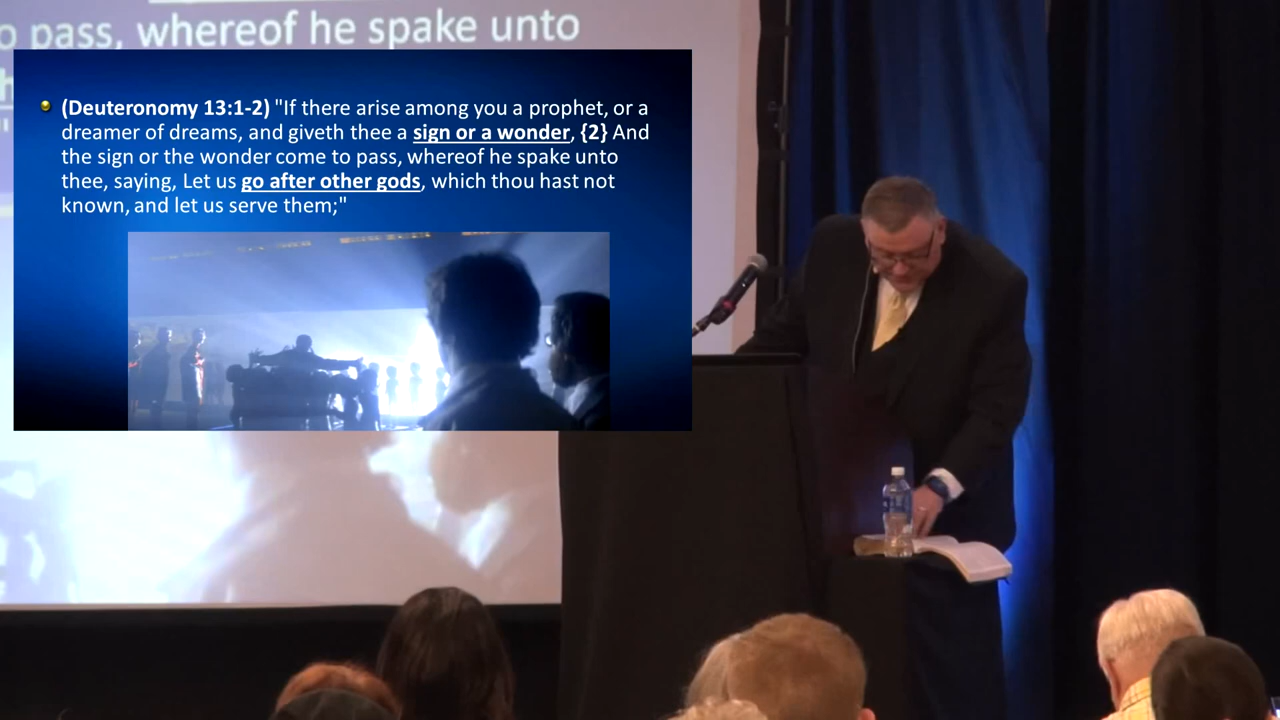 o pass, whereof he spake unto
(Deuteronomy 13:1-2) "If there arise among you a prophet, or a
dreamer of dreams, and giveth thee a sign or a wonder, {2} And
the sign or the wonder come to pass, whereof he spake unto
thee, saying, Let us go after other gods, which thou hast not
known, and let us serve them;"